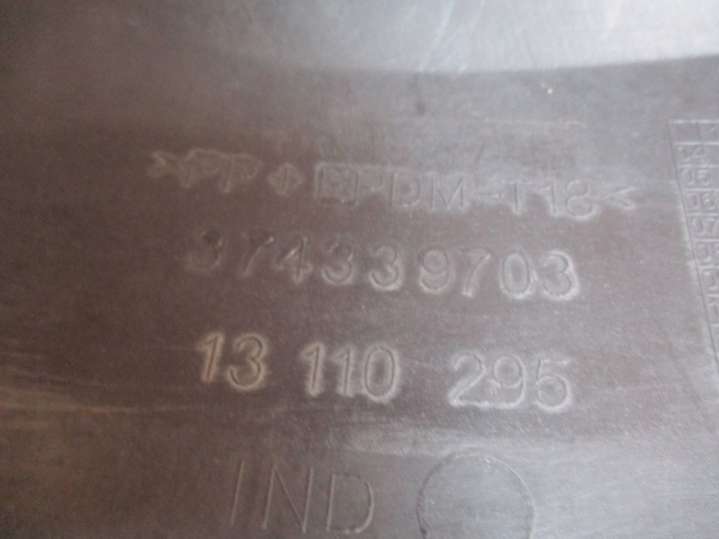 >PP+EPDM-T18<
374339703
13 110 295
IND